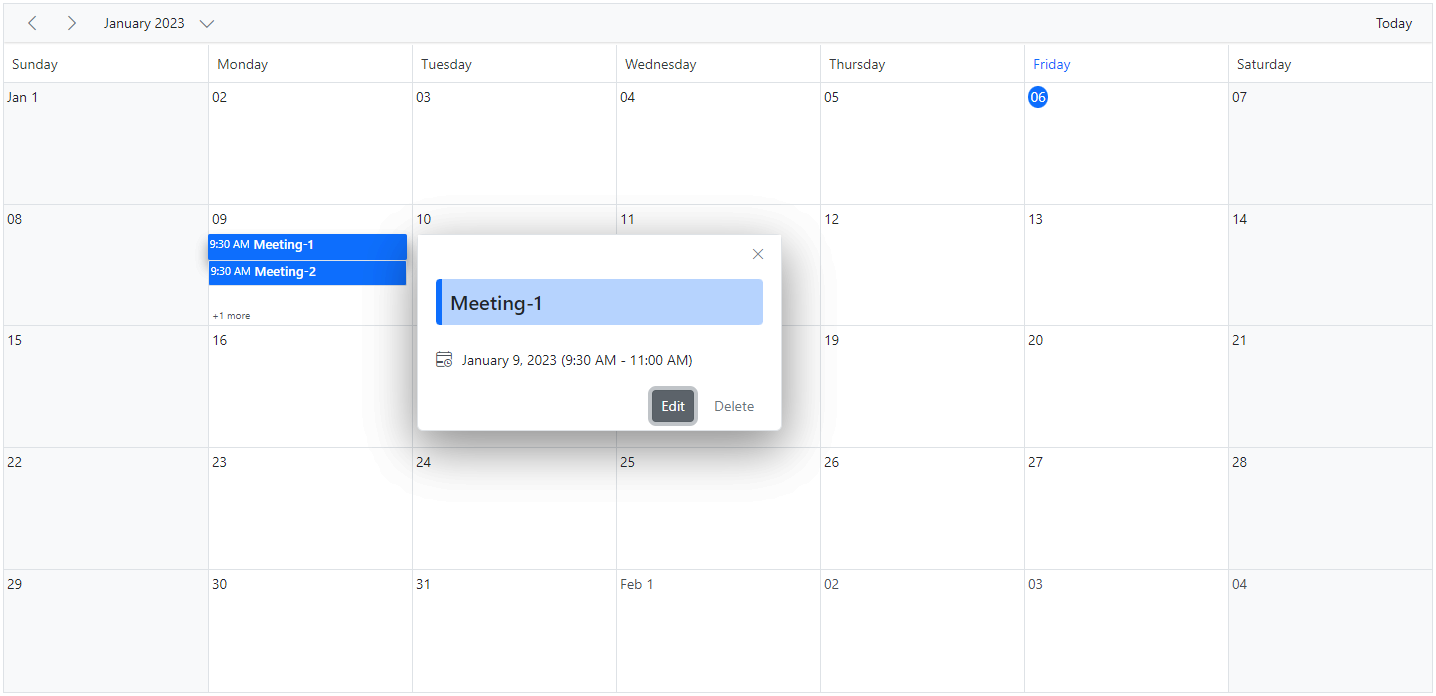 January 2023 Today
Sunday Monday Tuesday Wednesday Thursday Friday Saturday
Jan 1 02 03 04 05 06 07
08 09 10 11 12 13 14
9:30 AM Meeting-1
9:30 AM Meeting-2
+1 more
Meeting-1
January 9, 2023 (9:30 AM - 11:00 AM)
Edit Delete
15 16 19 20 21
22 23 24 25 26 27 28
29 30 31 Feb 1 02 03 04